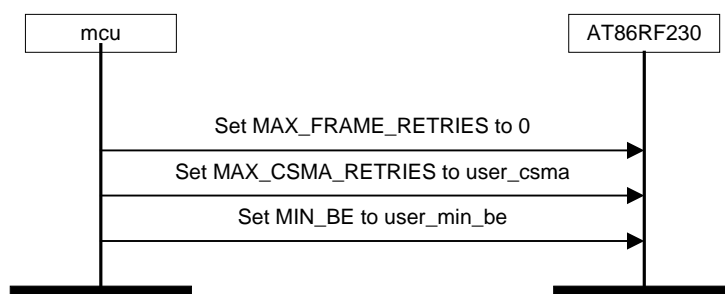 mcu
AT86RF230
Set MAX_FRAME_RETRIES to 0
Set MAX_CSMA_RETRIES to user_csma
Set MIN_BE to user_min_be